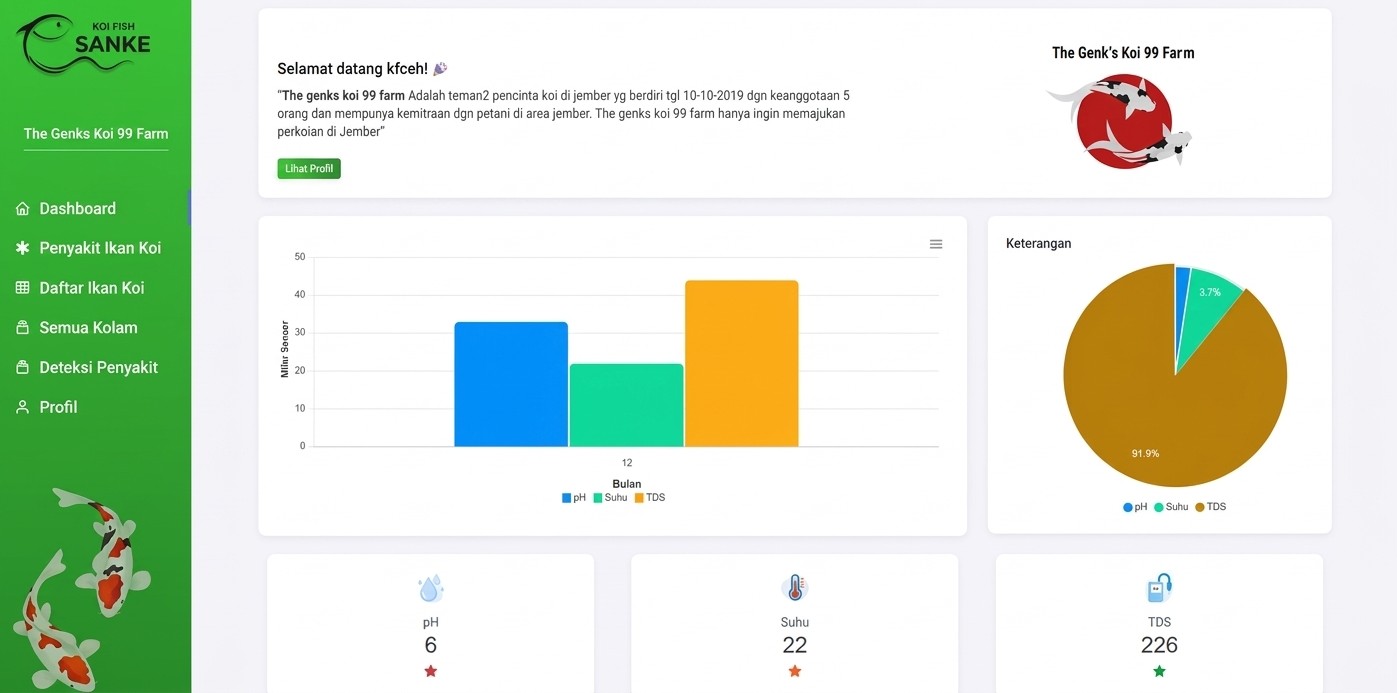 KOI FISH
SANKE
The Genks Koi 99 Farm
Dashboard
Penyakit Ikan Koi
Daftar Ikan Koi
Semua Kolam
Deteksi Penyakit
Profil
Selamat datang kfceh!
“The genks koi 99 farm Adalah teman2 pencinta koi di jember yg berdiri tgl 10-10-2019 dgn keanggotaan 5
orang dan mempunya kemitraan dgn petani di area jember. The genks koi 99 farm hanya ingin memajukan
perkoian di Jember”
Lihat Profil
The Genk's Koi 99 Farm
50
40
30
20
10
0
12
Bulan
pH Suhu TDS
Keterangan
3.7%
91.9%
pH Suhu TDS
pH
6
Suhu
22
TDS
226